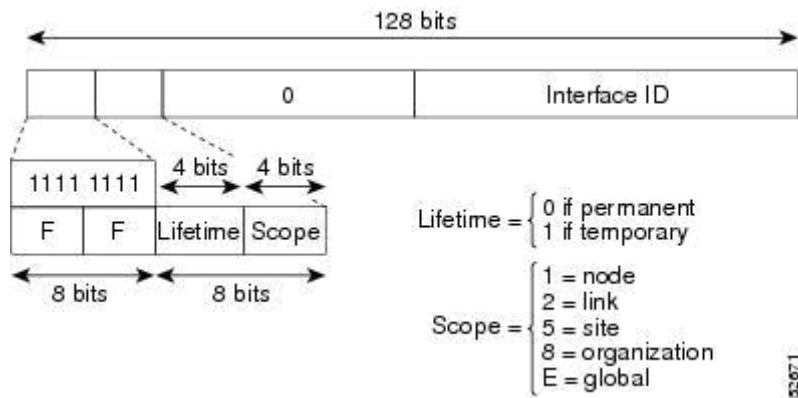 128 bits
0 Interface ID
4 bits 4 bits
1111 1111
F F Lifetime Scope
8 bits 8 bits
Lifetime = 0 if permanent
1 if temporary
Scope = 1 = node
2 = link
5 = site
8 = organization
E = global
52671